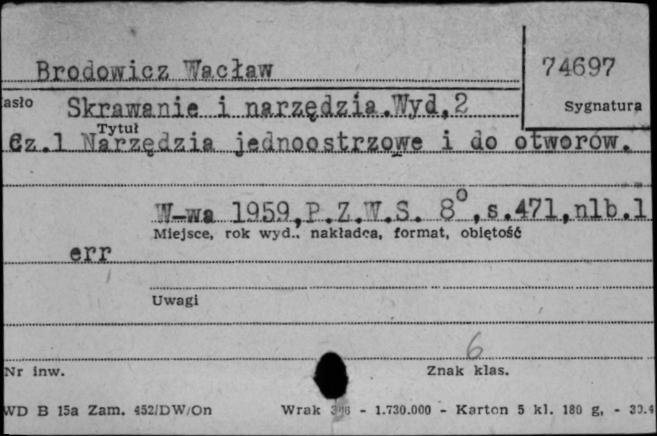 Brodowicz Wacław
74697
asło
Skrawanie i narzędzia.Wyd.2
Sygnatura
Tytuł
Cz.1 Narzędzia jednoostrzowe i do otworów.
W-wa 1959,P.Z.W.S. 8°,s.471,nlb.1
Miejsce, rok wyd., nakładca, format, objętość
err
Uwagi
6
Nr inw.
Znak klas.
WD B 15a Zam. 452/DW/On
Wrak - 1.730.000 - Karton 5 kl. 180 g, - 30.4